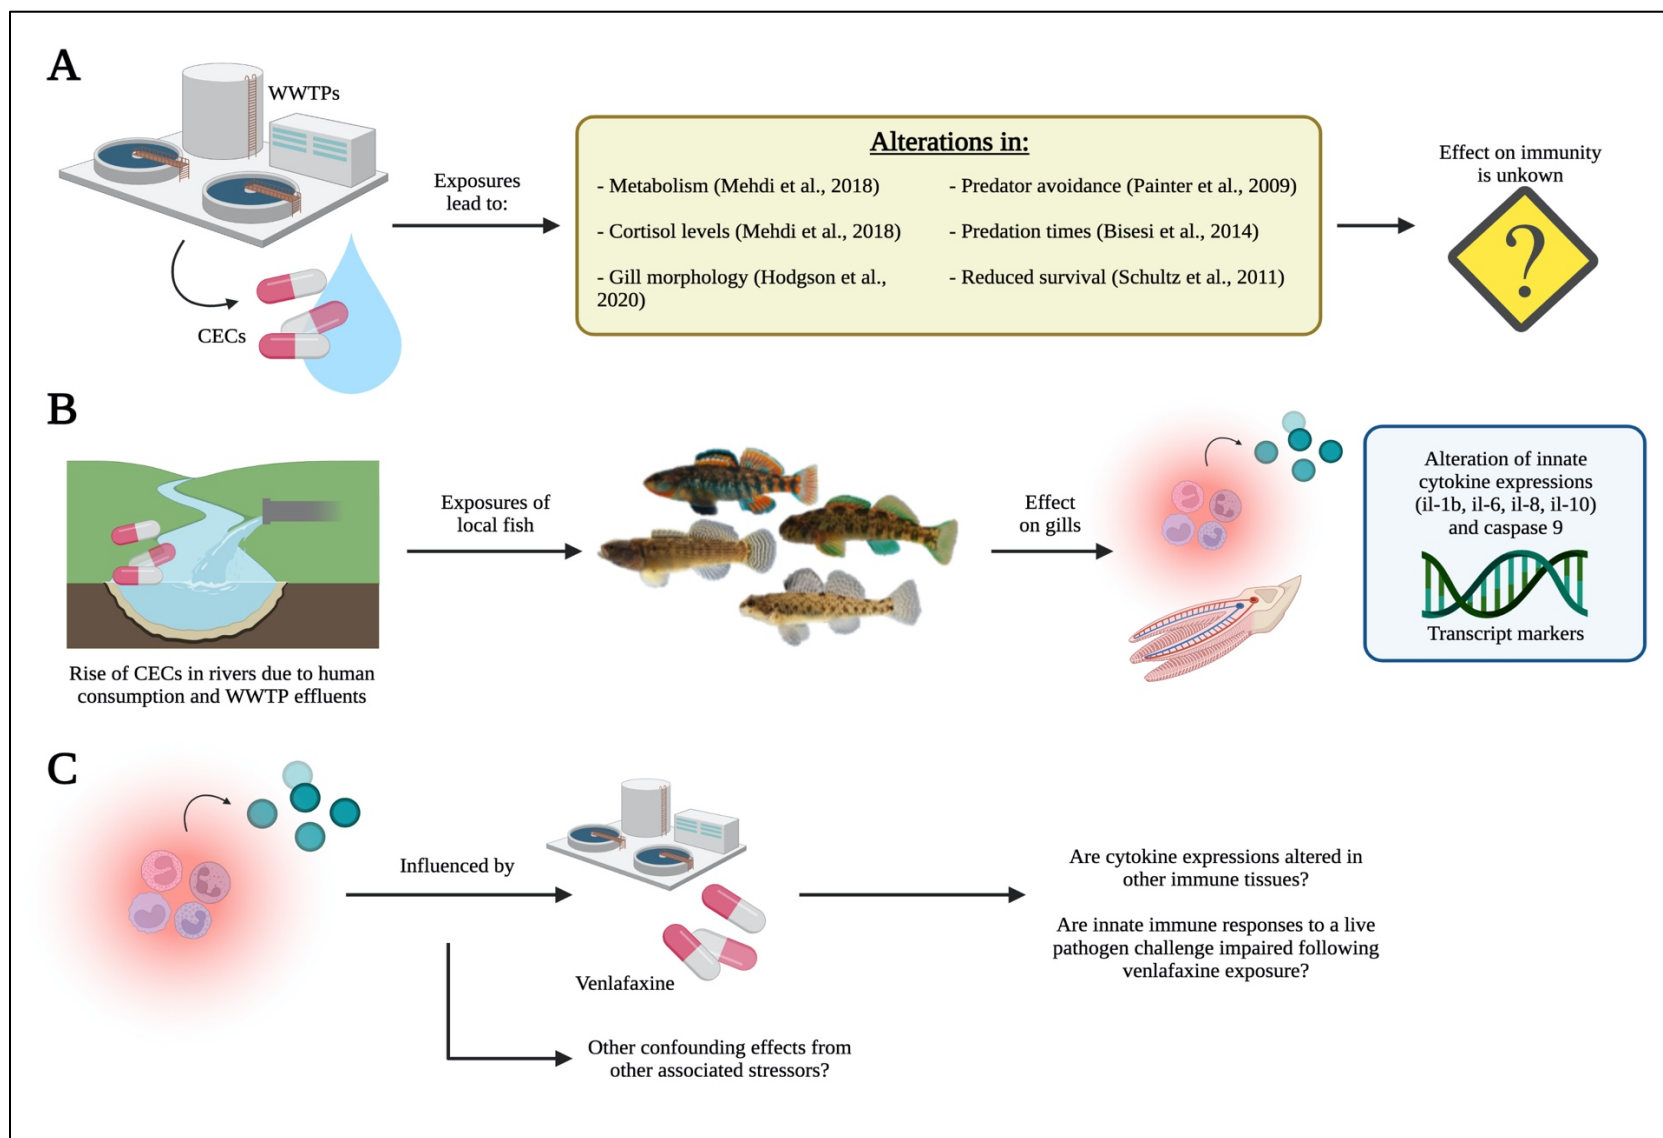 A
WWTPs
CECs
Exposures
lead to:
Alterations in:
- Metabolism (Mehdi et al., 2018)
- Cortisol levels (Mehdi et al., 2018)
- Gill morphology (Hodgson et al.,
2020)
- Predator avoidance (Painter et al., 2009)
- Predation times (Bisesi et al., 2014)
- Reduced survival (Schultz et al., 2011)
Effect on immunity
is unkown
?
B
Rise of CECs in rivers due to human
consumption and WWTP effluents
Exposures of
local fish
Effect
on gills
Alteration of innate
cytokine expressions
(il-1b, il-6, il-8, il-10)
and caspase 9
Transcript markers
C
Influenced by
Venlafaxine
Other confounding effects from
other associated stressors?
Are cytokine expressions altered in
other immune tissues?
Are innate immune responses to a live
pathogen challenge impaired following
venlafaxine exposure?